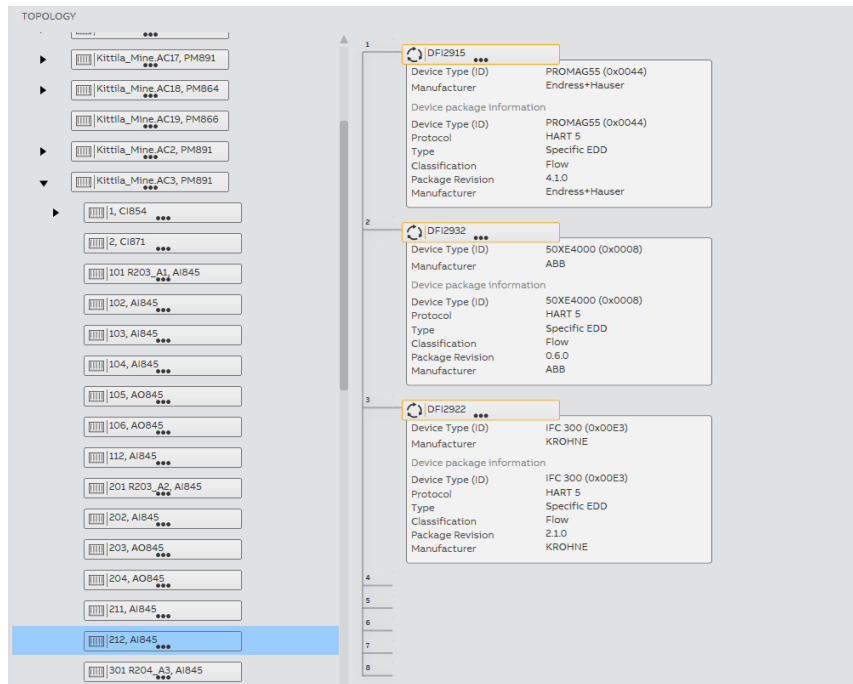 TOPOLOGY
Kittila_Mine.AC17, PM891
Kittila_Mine.AC18, PM864
Kittila_Mine.AC19, PM866
Kittila_Mine.AC2, PM891
Kittila_Mine.AC3, PM891
1, CI854
2, CI871
101 R203_A1, AI845
102, AI845
103, AI845
104, AI845
105, AO845
106, AO845
112, AI845
201 R203_A2, AI845
202, AI845
203, AO845
204, AO845
211, AI845
212, AI845
301 R204_A3, AI845
1
DFI2915
Device Type (ID) PROMAG55 (0x0044)
Manufacturer Endress+Hauser
Device package information
Device Type (ID) PROMAG55 (0x0044)
Protocol HART 5
Type Specific EDD
Classification Flow
Package Revision 4.1.0
Manufacturer Endress+Hauser
2
DFI2932
Device Type (ID) 50XE4000 (0x0008)
Manufacturer ABB
Device package information
Device Type (ID) 50XE4000 (0x0008)
Protocol HART 5
Type Specific EDD
Classification Flow
Package Revision 0.6.0
Manufacturer ABB
3
DFI2922
Device Type (ID) IFC 300 (0x00E3)
Manufacturer KROHNE
Device package information
Device Type (ID) IFC 300 (0x00E3)
Protocol HART 5
Type Specific EDD
Classification Flow
Package Revision 2.1.0
Manufacturer KROHNE
4
5
6
7
8